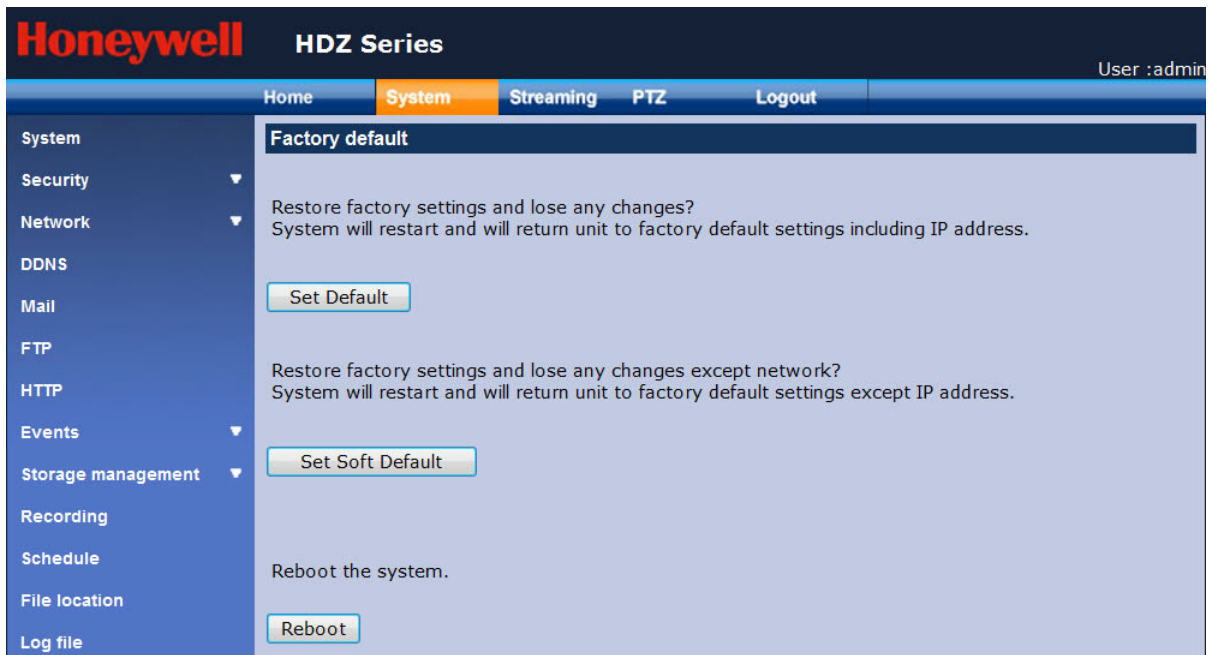 Honeywell
HDZ Series
User :admin
Home System Streaming PTZ Logout
System
Security
Network
DDNS
Mail
FTP
HTTP
Events
Storage management
Recording
Schedule
File location
Log file
Factory default
Restore factory settings and lose any changes?
System will restart and will return unit to factory default settings including IP address.
Set Default
Restore factory settings and lose any changes except network?
System will restart and will return unit to factory default settings except IP address.
Set Soft Default
Reboot the system.
Reboot